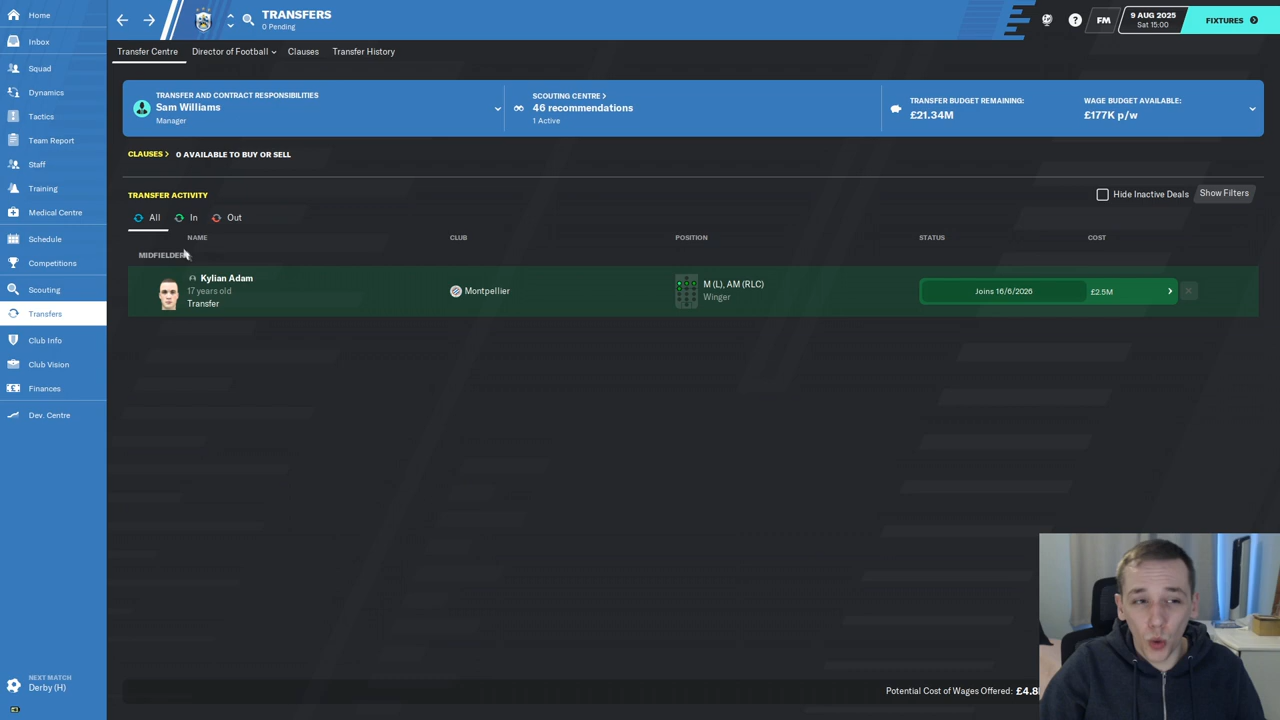 Home
TRANSFERS
0 Pending
FM
9 AUG 2025
Sat 15:00
FIXTURES
Inbox
Squad
Dynamics
Tactics
Team Report
Staff
Training
Medical Centre
Schedule
Competitions
Scouting
Transfers
Club Info
Club Vision
Finances
Dev. Centre
NEXT MATCH
Derby (H)
Transfer Centre Director of Football Clauses Transfer History
TRANSFER AND CONTRACT RESPONSIBILITIES
Sam Williams
Manager
SCOUTING CENTRE >
46 recommendations
1 Active
TRANSFER BUDGET REMAINING:
£21.34M
WAGE BUDGET AVAILABLE:
£177K p/w
CLAUSES > 0 AVAILABLE TO BUY OR SELL
TRANSFER ACTIVITY
Hide Inactive Deals Show Filters
All In Out
NAME CLUB POSITION STATUS COST
MIDFIELDER
Kylian Adam
17 years old
Transfer
Montpellier
M (L), AM (RLC)
Winger
Joins 16/6/2026 £2.5M
Potential Cost of Wages Offered: